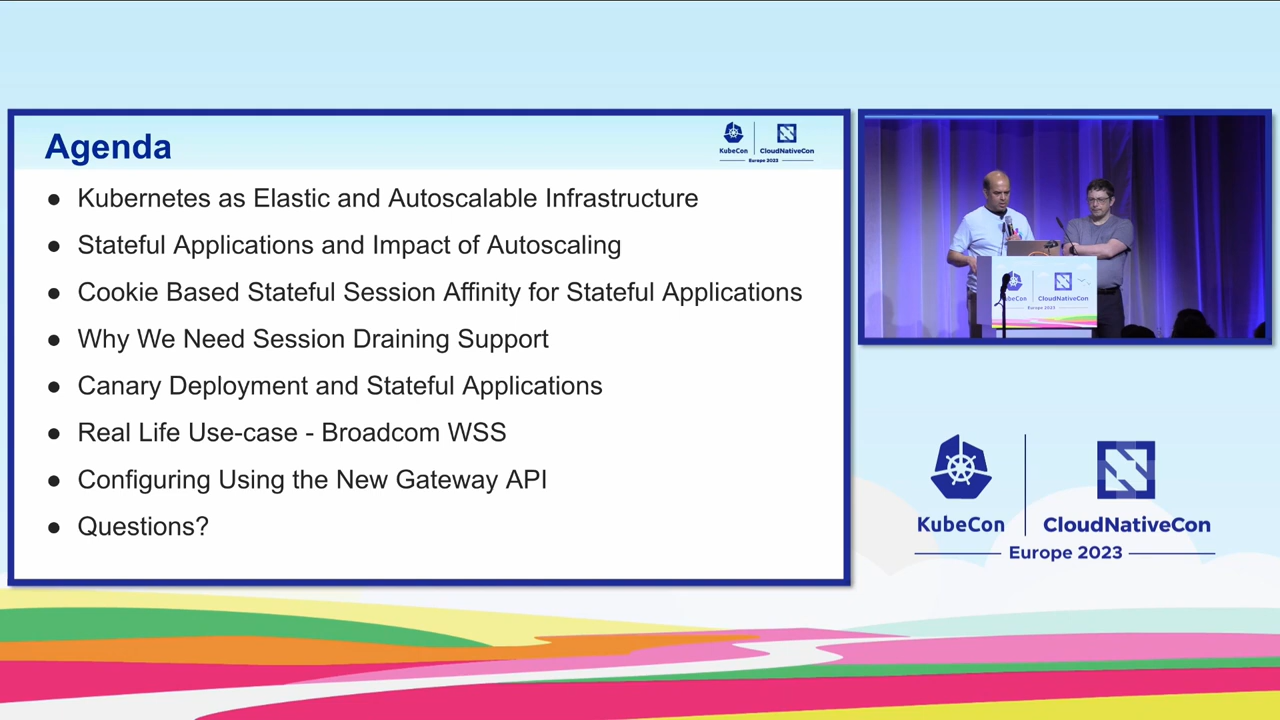 Agenda
KubeCon
CloudNativeCon
Europe 2023
● Kubernetes as Elastic and Autoscalable Infrastructure
● Stateful Applications and Impact of Autoscaling
● Cookie Based Stateful Session Affinity for Stateful Applications
● Why We Need Session Draining Support
● Canary Deployment and Stateful Applications
● Real Life Use-case - Broadcom WSS
● Configuring Using the New Gateway API
● Questions?
CloudNativeCon
Europe 2023
KubeCon
CloudNativeCon
Europe 2023